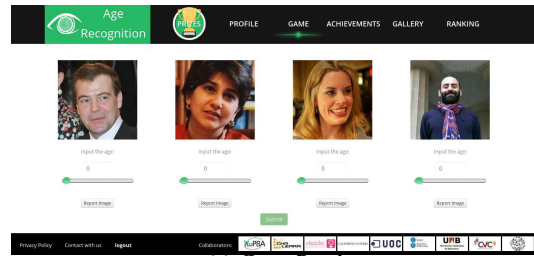 Age
Recognition
PRIZES
PROFILE
GAME
ACHIEVEMENTS
GALLERY
RANKING
Input the age: Input the age: Input the age: Input the age:
0 0 0 0
Report Image Report Image Report Image Report Image
Submit
Privacy Policy Contact with us logout Collaborators: XuPBA UOC UAB CVC